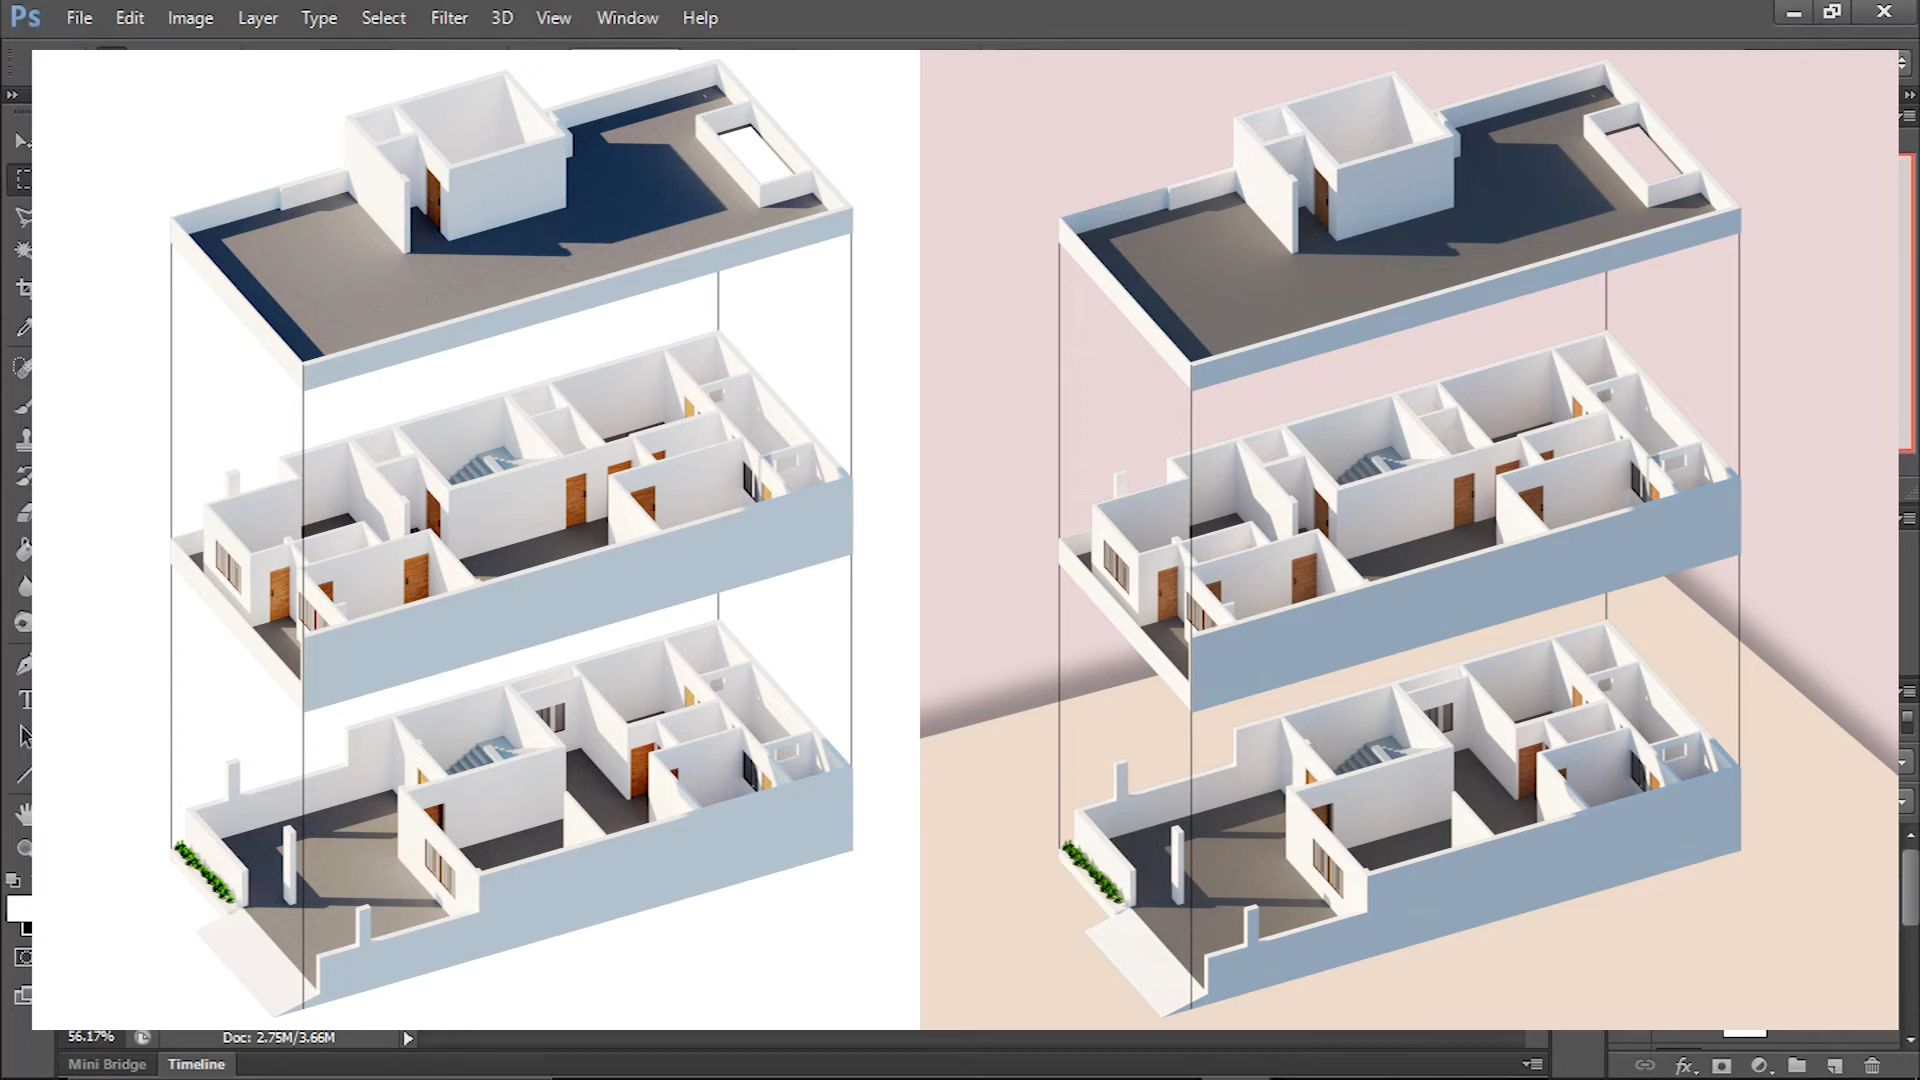 Ps File Edit Image Layer Type Select Filter 3D View Window Help
56.17% Doc: 2.75M/3.66M
Mini Bridge Timeline
fx